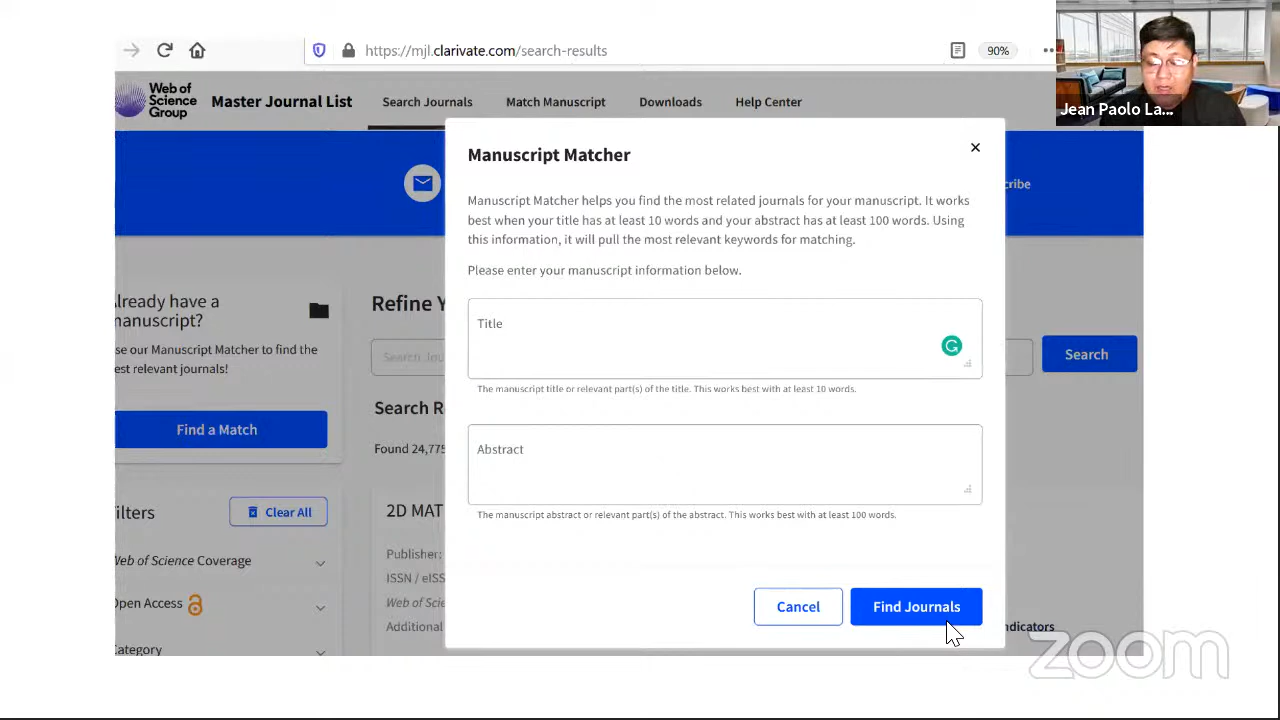 https://mjl.clarivate.com/search-results
90%
Jean Paolo La...
Web of
Science
Group
Master Journal List
Search Journals
Match Manuscript
Downloads
Help Center
Manuscript Matcher
Manuscript Matcher helps you find the most related journals for your manuscript. It works
best when your title has at least 10 words and your abstract has at least 100 words. Using
this information, it will pull the most relevant keywords for matching.
Please enter your manuscript information below.
Title
The manuscript title or relevant part(s) of the title. This works best with at least 10 words.
Abstract
The manuscript abstract or relevant part(s) of the abstract. This works best with at least 100 words.
Cancel
Find Journals
cribe
lready have a
nanuscript?
se our Manuscript Matcher to find the
est relevant journals!
Find a Match
Refine Y
Search Jou
Search
Search R
Found 24,775
ilters
Clear All
Web of Science Coverage
Open Access
Category
2D MAT
Publisher:
ISSN / eISS
Web of Scie
Additional
ndicators
zoom